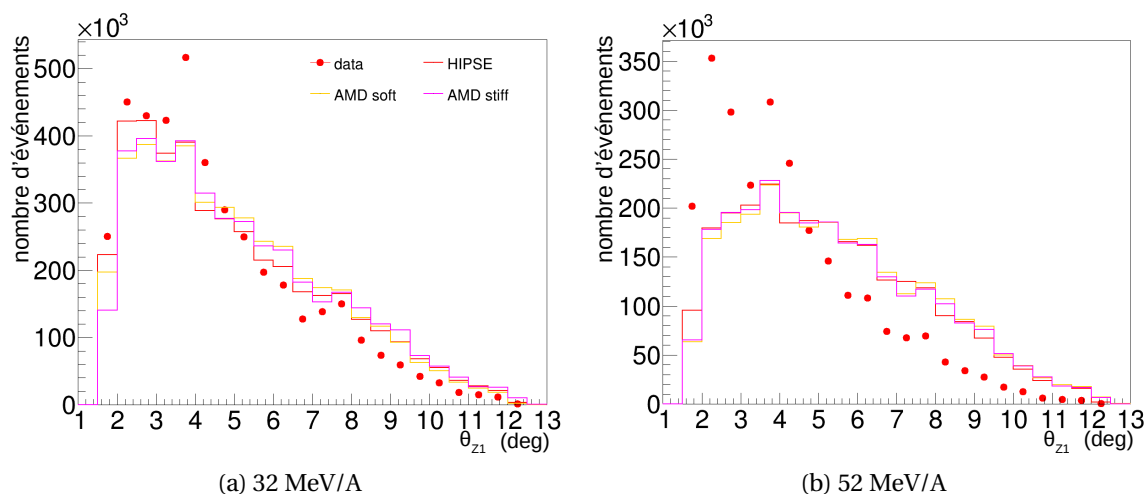 ×10³
nombre d'événements
500
400
300
200
100
0
data
HIPSE
AMD soft
AMD stiff
1 2 3 4 5 6 7 8 9 10 11 12 13
θ_Z1 (deg)
(a) 32 MeV/A
×10³
nombre d'événements
350
300
250
200
150
100
50
0
1 2 3 4 5 6 7 8 9 10 11 12 13
θ_Z1 (deg)
(b) 52 MeV/A